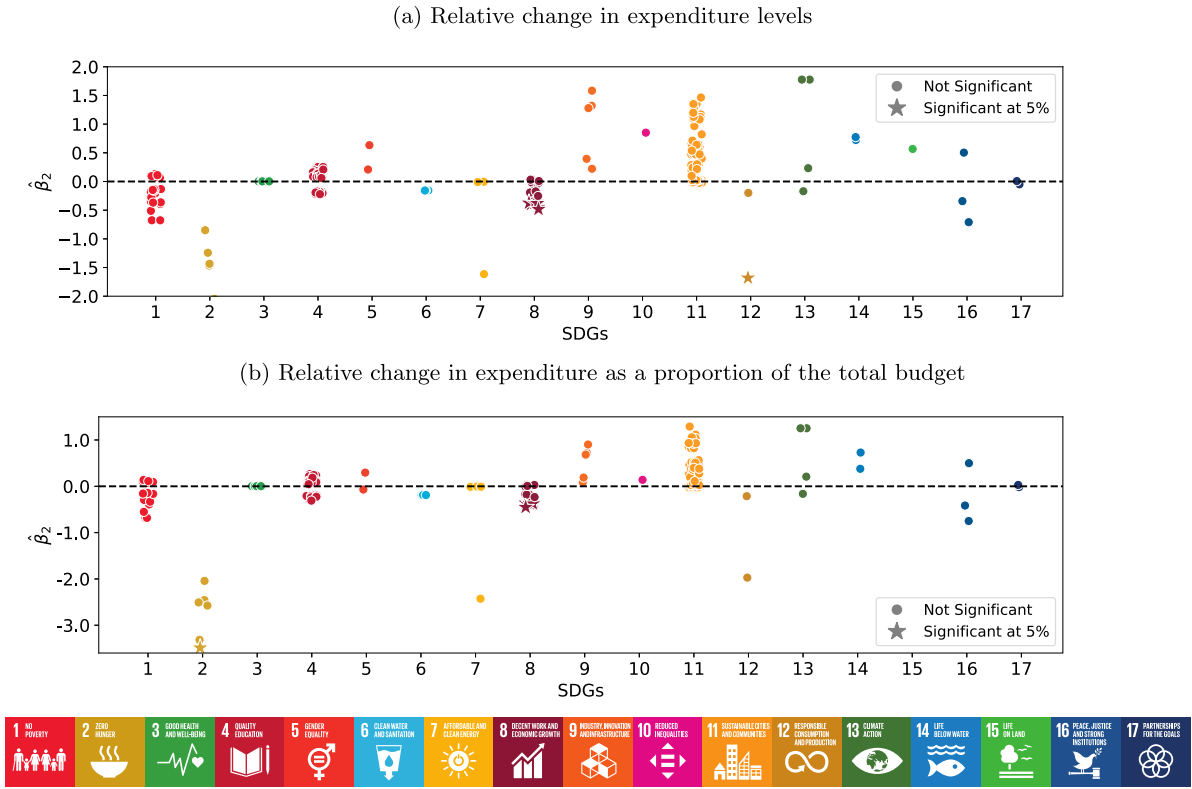 (a) Relative change in expenditure levels
2.0
1.5
1.0
0.5
0.0
−0.5
−1.0
−1.5
−2.0
β̂2
Not Significant
Significant at 5%
1 2 3 4 5 6 7 8 9 10 11 12 13 14 15 16 17
SDGs
(b) Relative change in expenditure as a proportion of the total budget
1.0
0.0
−1.0
−2.0
−3.0
β̂2
Not Significant
Significant at 5%
1 2 3 4 5 6 7 8 9 10 11 12 13 14 15 16 17
SDGs
1 NO
POVERTY
2 ZERO
HUNGER
3 GOOD HEALTH
AND WELL-BEING
4 QUALITY
EDUCATION
5 GENDER
EQUALITY
6 CLEAN WATER
AND SANITATION
7 AFFORDABLE AND
CLEAN ENERGY
8 DECENT WORK AND
ECONOMIC GROWTH
9 INDUSTRY, INNOVATION
AND INFRASTRUCTURE
10 REDUCED
INEQUALITIES
11 SUSTAINABLE CITIES
AND COMMUNITIES
12 RESPONSIBLE
CONSUMPTION
AND PRODUCTION
13 CLIMATE
ACTION
14 LIFE
BELOW WATER
15 LIFE
ON LAND
16 PEACE, JUSTICE
AND STRONG
INSTITUTIONS
17 PARTNERSHIPS
FOR THE GOALS